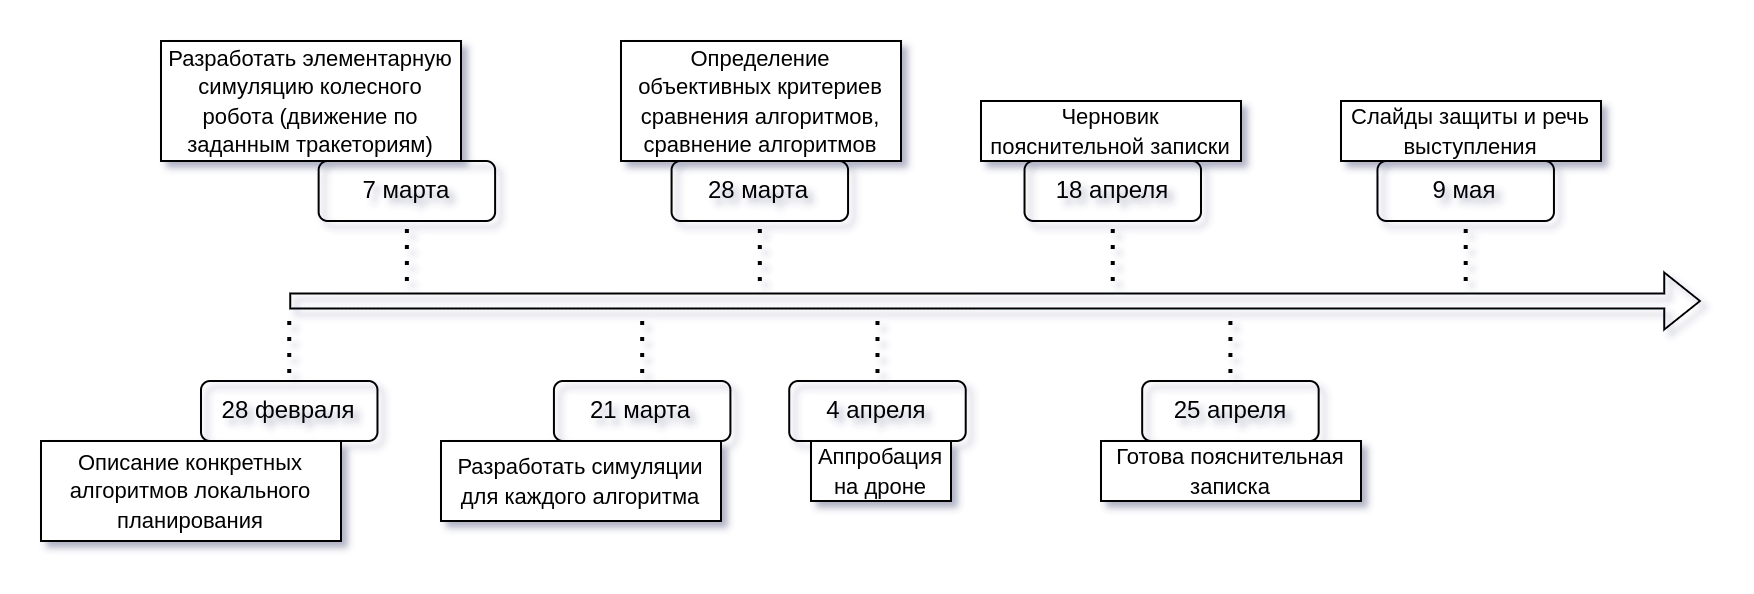 Разработать элементарную
симуляцию колесного
робота (движение по
заданным тракеториям)
7 марта
Определение
объективных критериев
сравнения алгоритмов,
сравнение алгоритмов
28 марта
Черновик
пояснительной записки
18 апреля
Слайды защиты и речь
выступления
9 мая
28 февраля
Описание конкретных
алгоритмов локального
планирования
21 марта
Разработать симуляции
для каждого алгоритма
4 апреля
Аппробация
на дроне
25 апреля
Готова пояснительная
записка